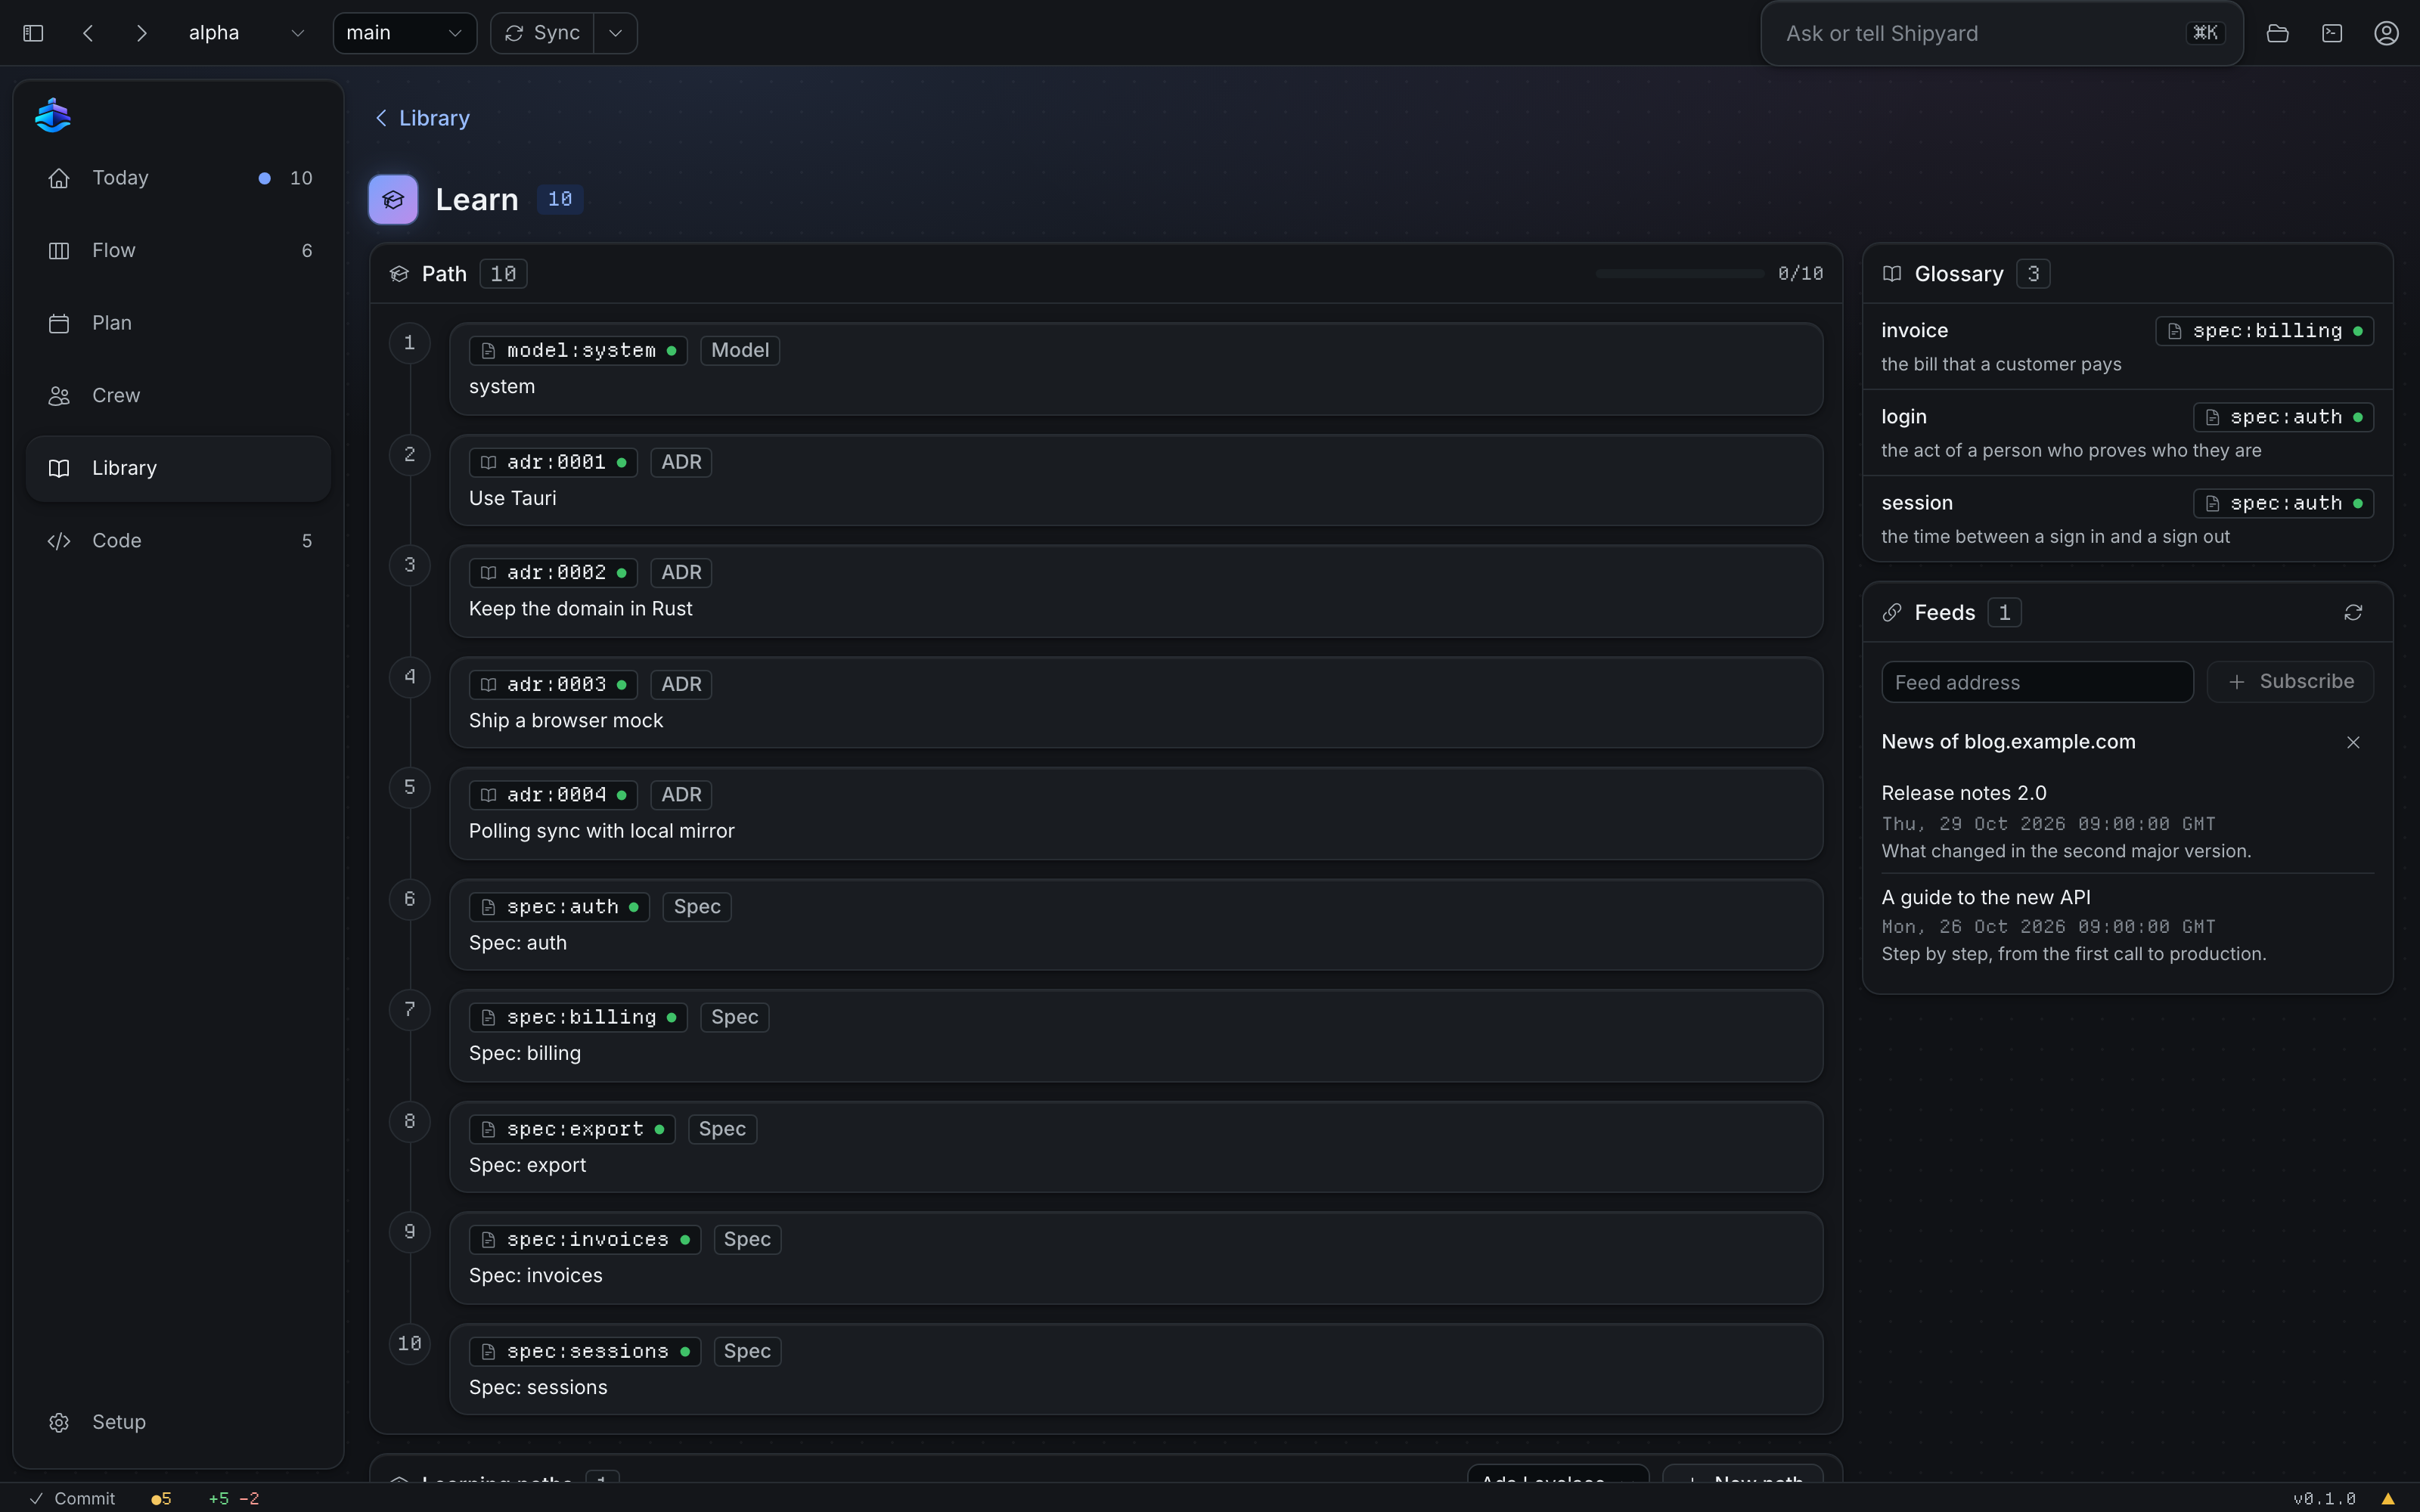 alpha
main
Sync
Ask or tell Shipyard
⌘K
Today 10
Flow 6
Plan
Crew
Library
Code 5
Setup
Library
Learn 10
Path 10
0/10
1
model:system Model
system
2
adr:0001 ADR
Use Tauri
3
adr:0002 ADR
Keep the domain in Rust
4
adr:0003 ADR
Ship a browser mock
5
adr:0004 ADR
Polling sync with local mirror
6
spec:auth Spec
Spec: auth
7
spec:billing Spec
Spec: billing
8
spec:export Spec
Spec: export
9
spec:invoices Spec
Spec: invoices
10
spec:sessions Spec
Spec: sessions
Learning paths 1
Ada Lovelace
New path
Glossary 3
invoice spec:billing
the bill that a customer pays
login spec:auth
the act of a person who proves who they are
session spec:auth
the time between a sign in and a sign out
Feeds 1
Feed address
Subscribe
News of blog.example.com
Release notes 2.0
Thu, 29 Oct 2026 09:00:00 GMT
What changed in the second major version.
A guide to the new API
Mon, 26 Oct 2026 09:00:00 GMT
Step by step, from the first call to production.
Commit 5 +5 -2
v0.1.0